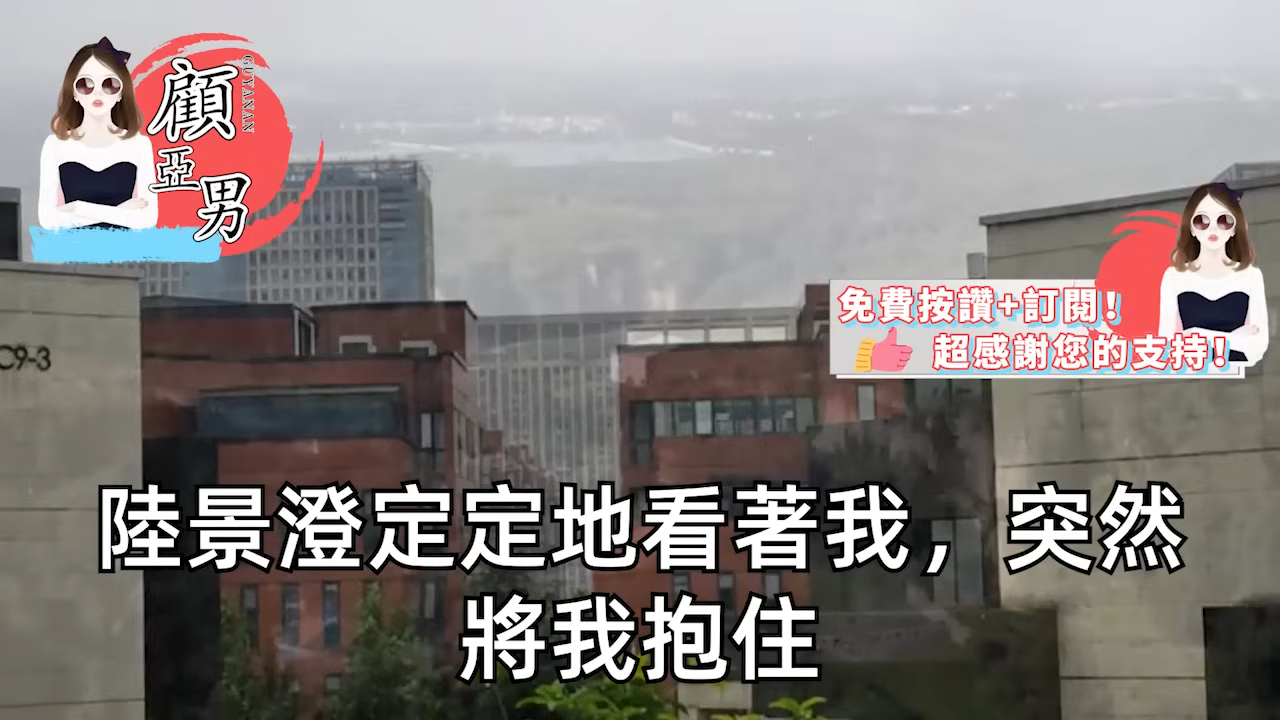 顧亞男
GUYANAN
免費按讚+訂閱！
超感謝您的支持！
C9-3
陸景澄定定地看著我，突然
將我抱住